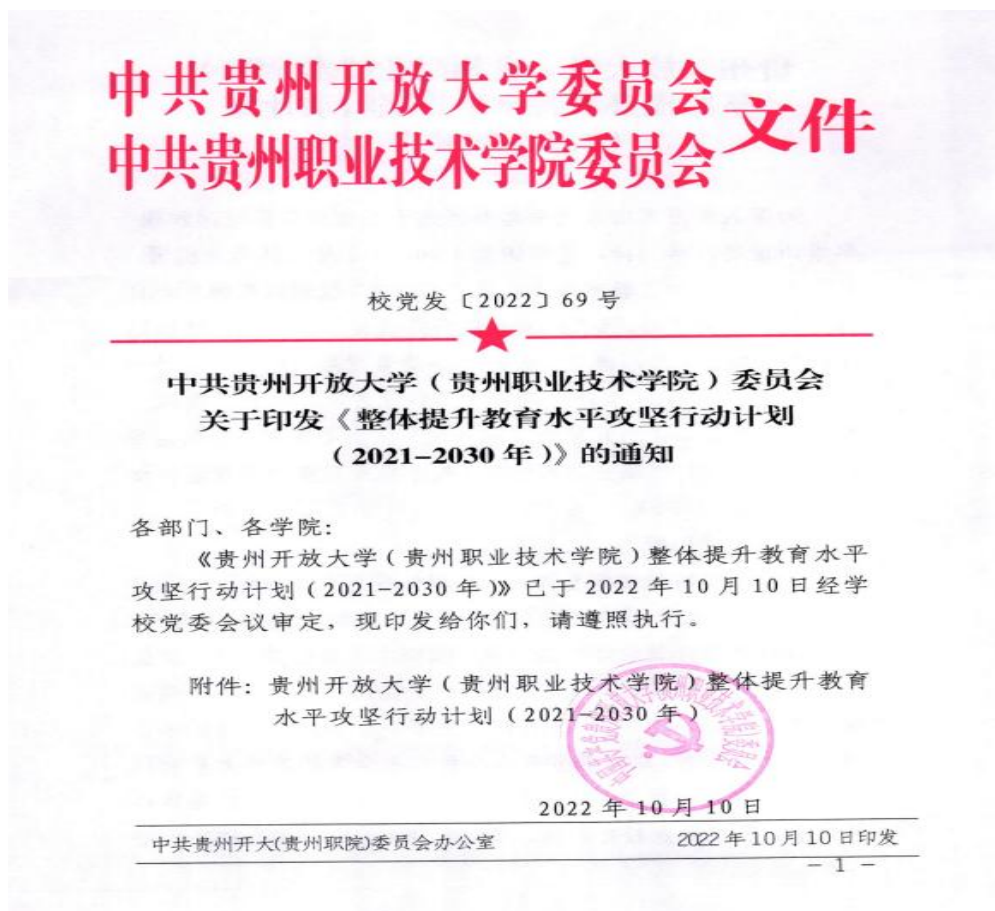 中共贵州开放大学委员会
中共贵州职业技术学院委员会
文件
校党发〔2022〕69号
中共贵州开放大学（贵州职业技术学院）委员会
关于印发《整体提升教育水平攻坚行动计划
（2021–2030年）》的通知
各部门、各学院：
《贵州开放大学（贵州职业技术学院）整体提升教育水平
攻坚行动计划（2021–2030年）》已于2022年10月10日经学
校党委会议审定，现印发给你们，请遵照执行。
附件：贵州开放大学（贵州职业技术学院）整体提升教育
水平攻坚行动计划（2021–2030年）
2022年10月10日
中共贵州开大(贵州职院)委员会办公室
2022年10月10日印发
– 1 –